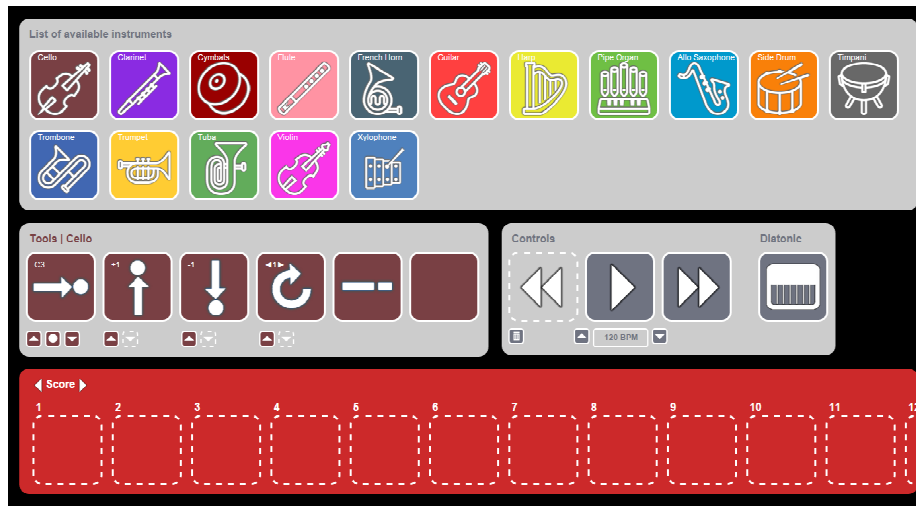 List of available instruments
Cello Clarinet Cymbals Flute French Horn Guitar Harp Pipe Organ Alto Saxophone Side Drum Timpani
Trombone Trumpet Tuba Violin Xylophone
Tools | Cello
C3 +1 -1 ◀1▶
Controls Diatonic
120 BPM
Score
1 2 3 4 5 6 7 8 9 10 11